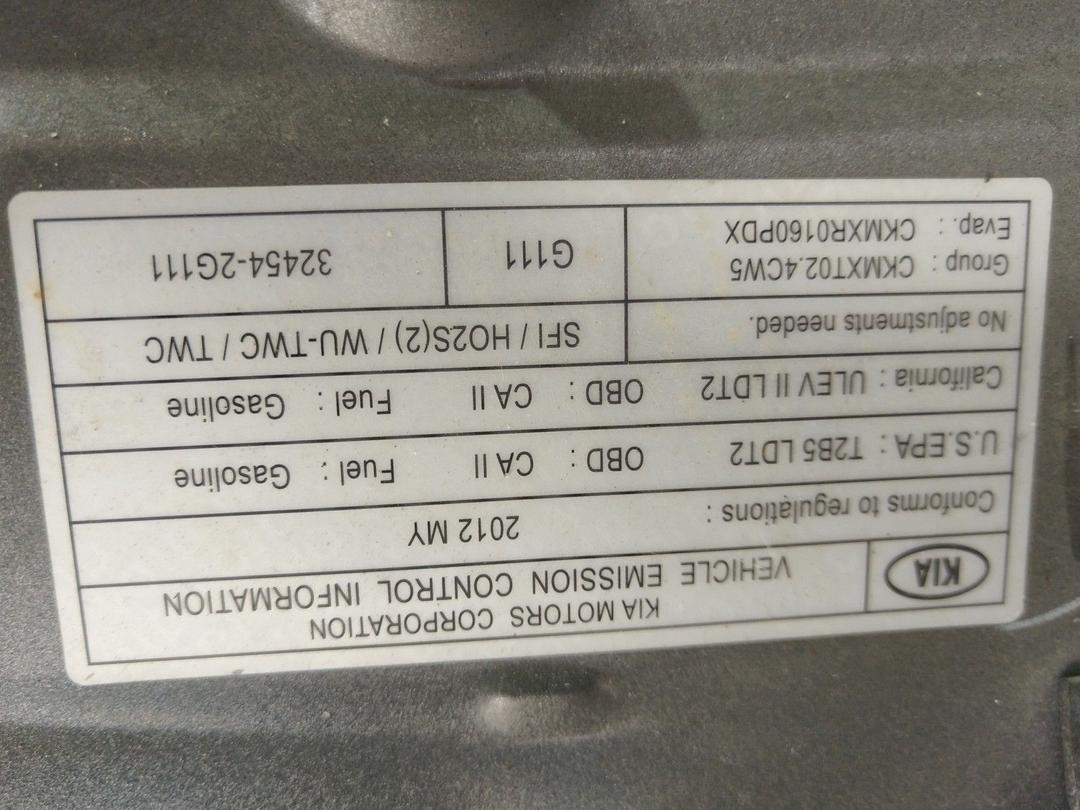 KIA
KIA MOTORS CORPORATION
VEHICLE EMISSION CONTROL INFORMATION
Conforms to regulations : 2012 MY
U.S.EPA : T2B5 LDT2 OBD : CA II Fuel : Gasoline
California : ULEV II LDT2 OBD : CA II Fuel : Gasoline
No adjustments needed. SFI / HO2S(2) / WU-TWC / TWC
Group : CKMXT02.4CW5 G111 32454-2G111
Evap. : CKMXR0160PDX